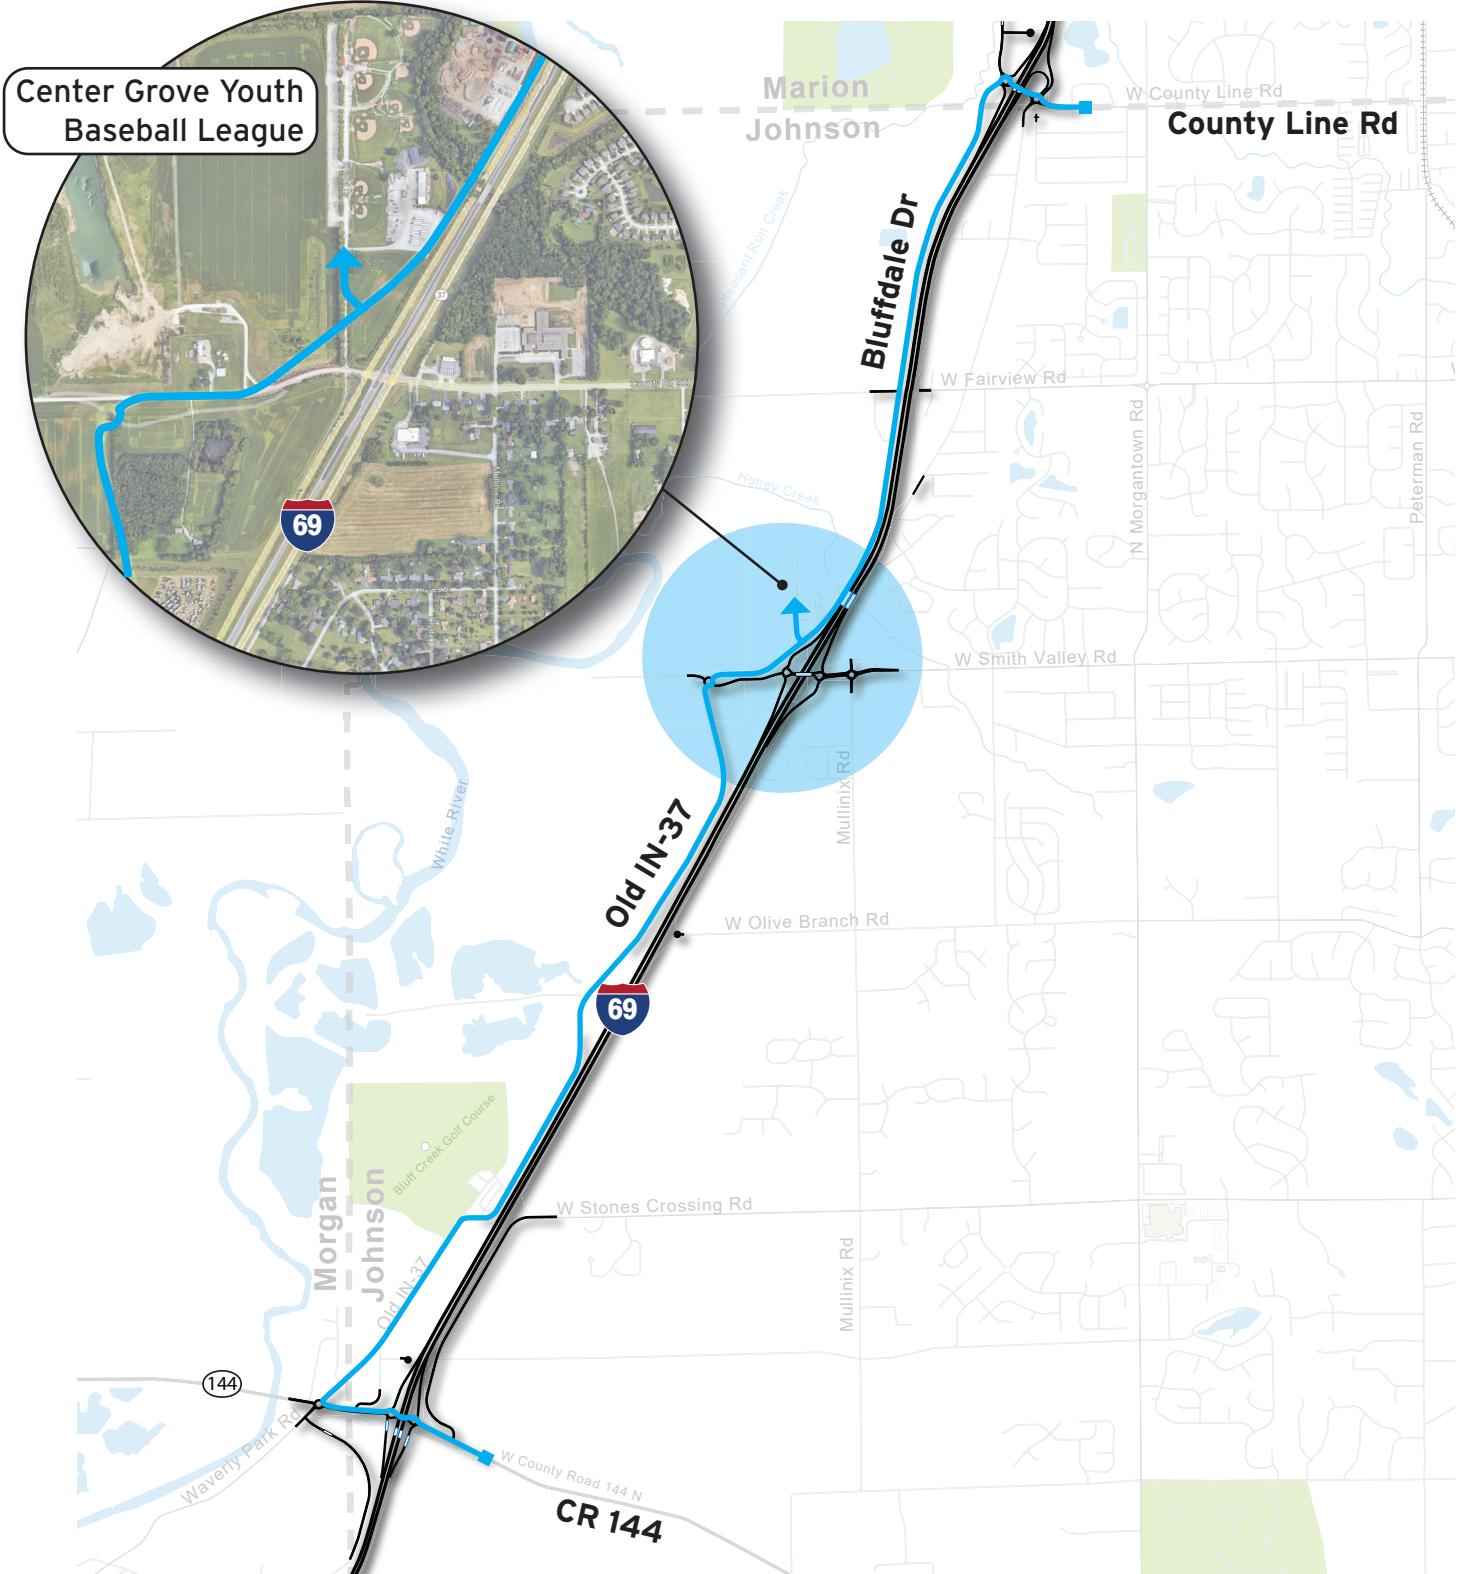 Center Grove Youth
Baseball League
Marion
Johnson
W County Line Rd
County Line Rd
Pleasant Run Creek
Bluffdale Dr
37
W Fairview Rd
N Morgantown Rd
Peterman Rd
Mullinix Rd
69
Honey Creek
W Smith Valley Rd
Mullinix Rd
White River
Old IN-37
W Olive Branch Rd
69
Bluff Creek Golf Course
Morgan
Johnson
W Stones Crossing Rd
Old IN-37
Mullinix Rd
144
Waverly Park Rd
W County Road 144 N
CR 144